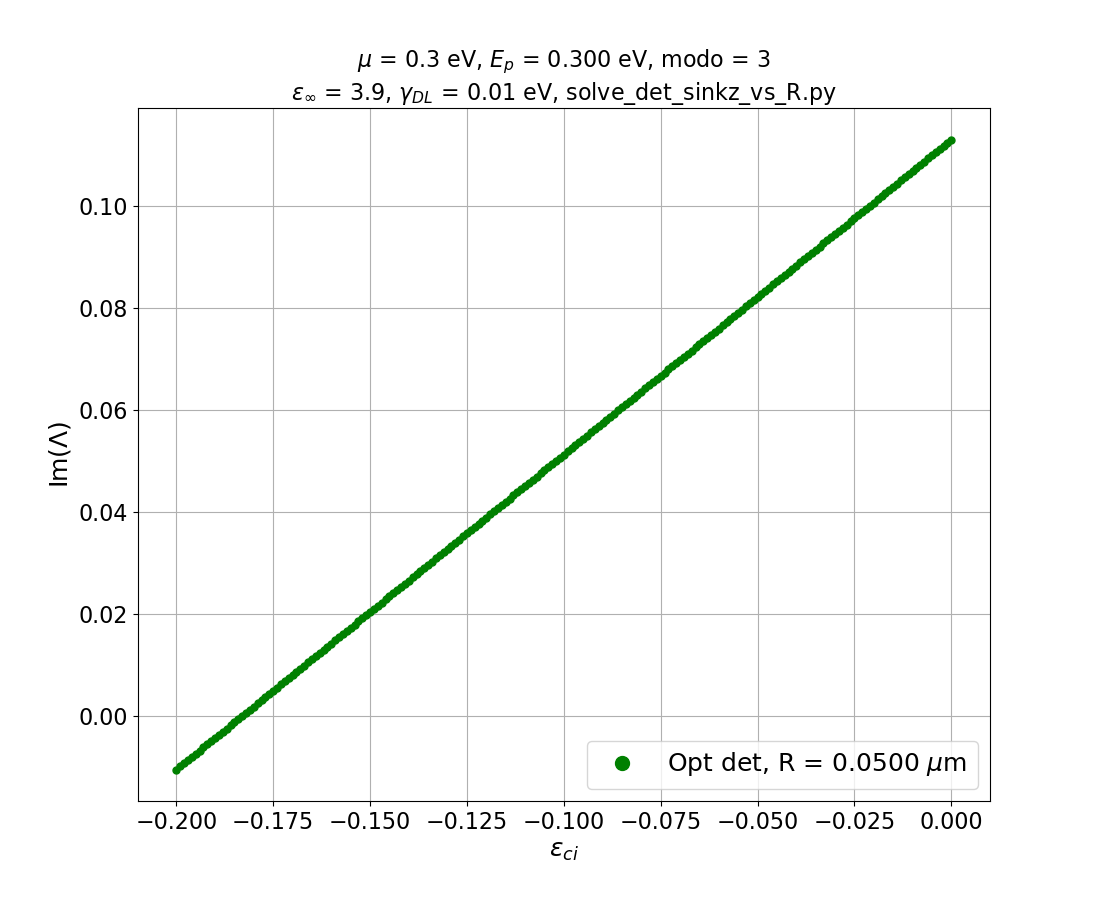 μ = 0.3 eV, E_p = 0.300 eV, modo = 3
ε_∞ = 3.9, γ_DL = 0.01 eV, solve_det_sinkz_vs_R.py
Im(Λ)
0.10
0.08
0.06
0.04
0.02
0.00
Opt det, R = 0.0500 μm
−0.200 −0.175 −0.150 −0.125 −0.100 −0.075 −0.050 −0.025 0.000
ε_ci